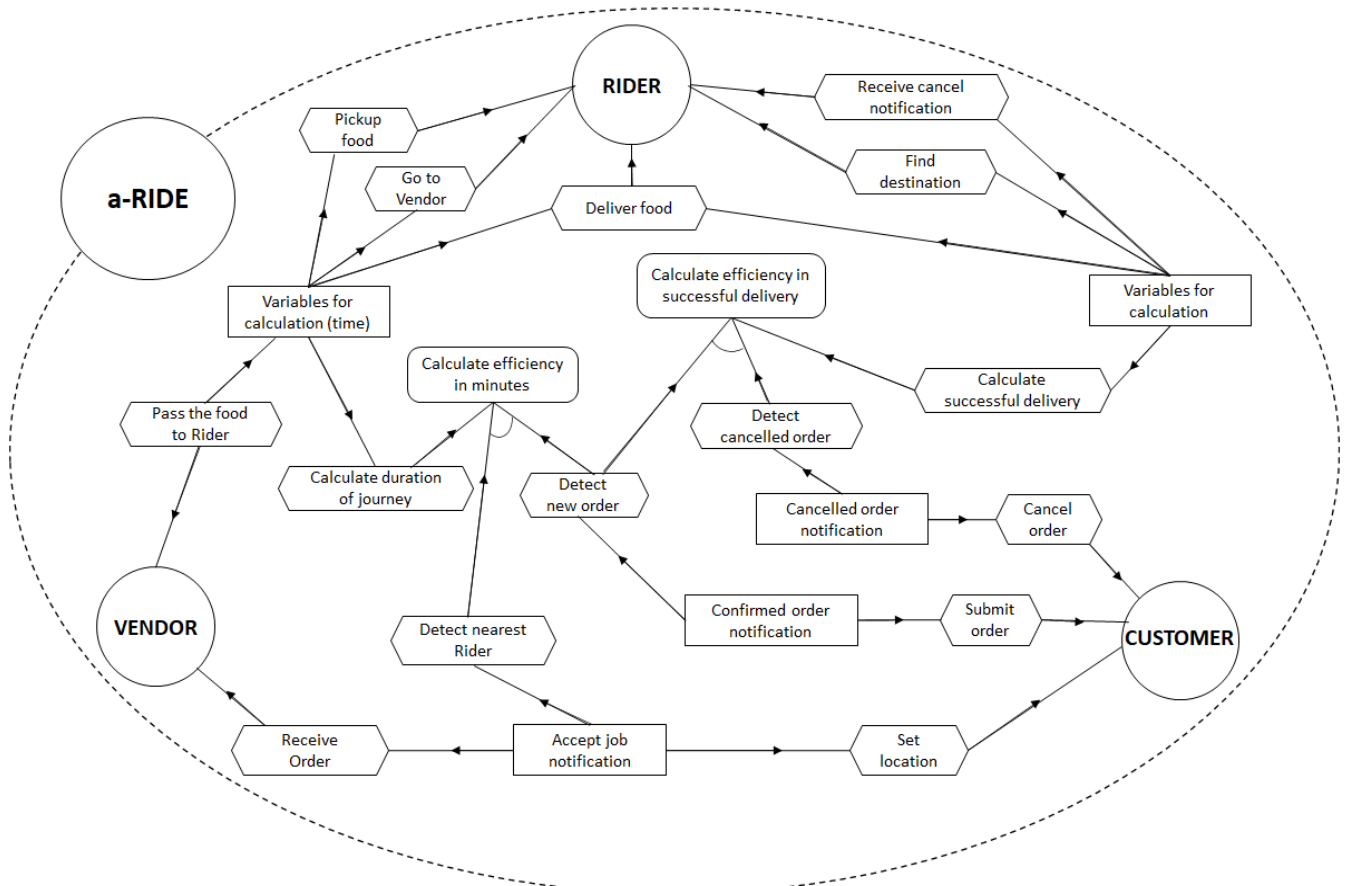 RIDER
Receive cancel
notification
Pickup
food
Find
destination
Go to
Vendor
a-RIDE
Deliver food
Calculate efficiency in
successful delivery
Variables for
calculation (time)
Variables for
calculation
Calculate efficiency
in minutes
Calculate
successful delivery
Pass the food
to Rider
Detect
cancelled order
Calculate duration
of journey
Detect
new order
Cancelled order
notification
Cancel
order
VENDOR
Detect nearest
Rider
Confirmed order
notification
Submit
order
CUSTOMER
Receive
Order
Accept job
notification
Set
location